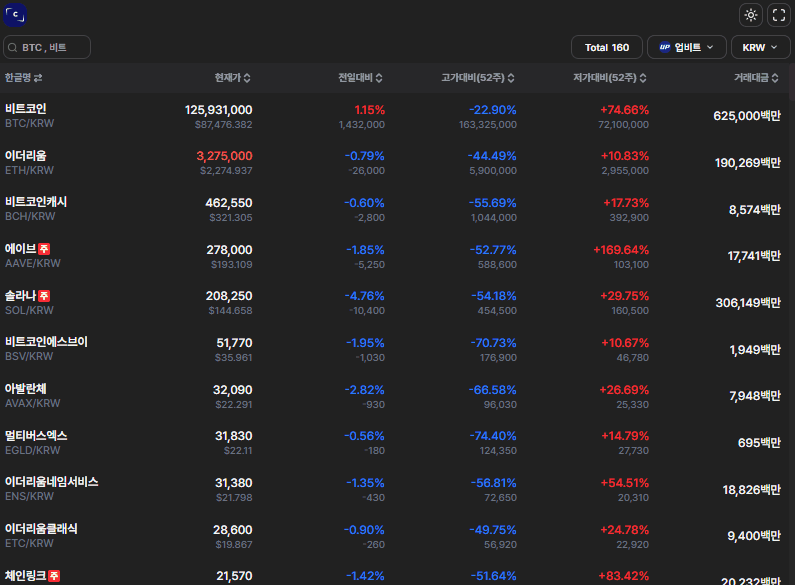 C
BTC , 비트
Total 160
UP 업비트
KRW
한글명 현재가 전일대비 고가대비(52주) 저가대비(52주) 거래대금
비트코인 125,931,000 1.15% -22.90% +74.66% 625,000백만
BTC/KRW $87,476.382 1,432,000 163,325,000 72,100,000
이더리움 3,275,000 -0.79% -44.49% +10.83% 190,269백만
ETH/KRW $2,274.937 -26,000 5,900,000 2,955,000
비트코인캐시 462,550 -0.60% -55.69% +17.73% 8,574백만
BCH/KRW $321.305 -2,800 1,044,000 392,900
에이브 주 278,000 -1.85% -52.77% +169.64% 17,741백만
AAVE/KRW $193.109 -5,250 588,600 103,100
솔라나 주 208,250 -4.76% -54.18% +29.75% 306,149백만
SOL/KRW $144.658 -10,400 454,500 160,500
비트코인에스브이 51,770 -1.95% -70.73% +10.67% 1,949백만
BSV/KRW $35.961 -1,030 176,900 46,780
아발란체 32,090 -2.82% -66.58% +26.69% 7,948백만
AVAX/KRW $22.291 -930 96,030 25,330
멀티버스엑스 31,830 -0.56% -74.40% +14.79% 695백만
EGLD/KRW $22.11 -180 124,350 27,730
이더리움네임서비스 31,380 -1.35% -56.81% +54.51% 18,826백만
ENS/KRW $21.798 -430 72,650 20,310
이더리움클래식 28,600 -0.90% -49.75% +24.78% 9,400백만
ETC/KRW $19.867 -260 56,920 22,920
체인링크 주 21,570 -1.42% -51.64% +83.42% 20,232백만